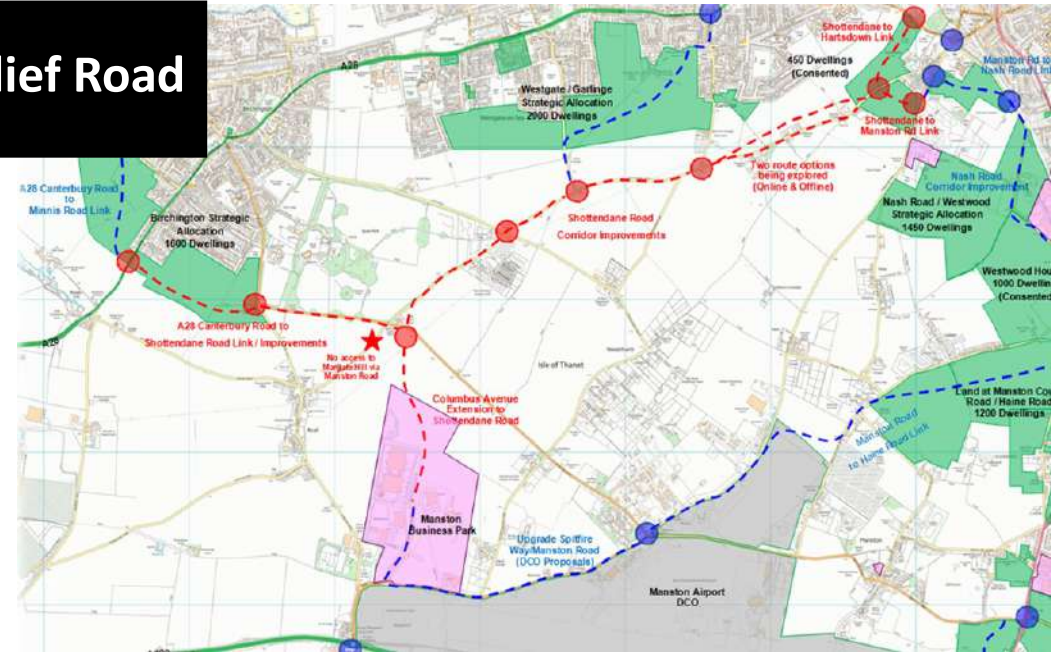 lief Road
A28
Shottendane to
Hartsdown Link
450 Dwellings
(Consented)
Manston Rd to
Nash Road Link
Westgate / Garlinge
Strategic Allocation
2000 Dwellings
Shottendane to
Manston Rd Link
Two route options
being explored
(Online & Offline)
A28 Canterbury Road
to
Minnis Road Link
Birchington Strategic
Allocation
1600 Dwellings
Nash Road
Corridor Improvement
Nash Road / Westwood
Strategic Allocation
1450 Dwellings
Shottendane Road
Corridor Improvements
Westwood Hou
1000 Dwellin
(Consented
A28 Canterbury Road to
Shottendane Road Link / Improvements
A28
No access to
Margate Hill via
Manston Road
Isle of Thanet
Columbus Avenue
Extension to
Shottendane Road
Land at Manston Cou
Road / Haine Road
1200 Dwellings
Manston Road
to Haine Road Link
Manston
Business Park
Upgrade Spitfire
Way/Manston Road
(DCO Proposals)
Manston
Manston Airport
DCO